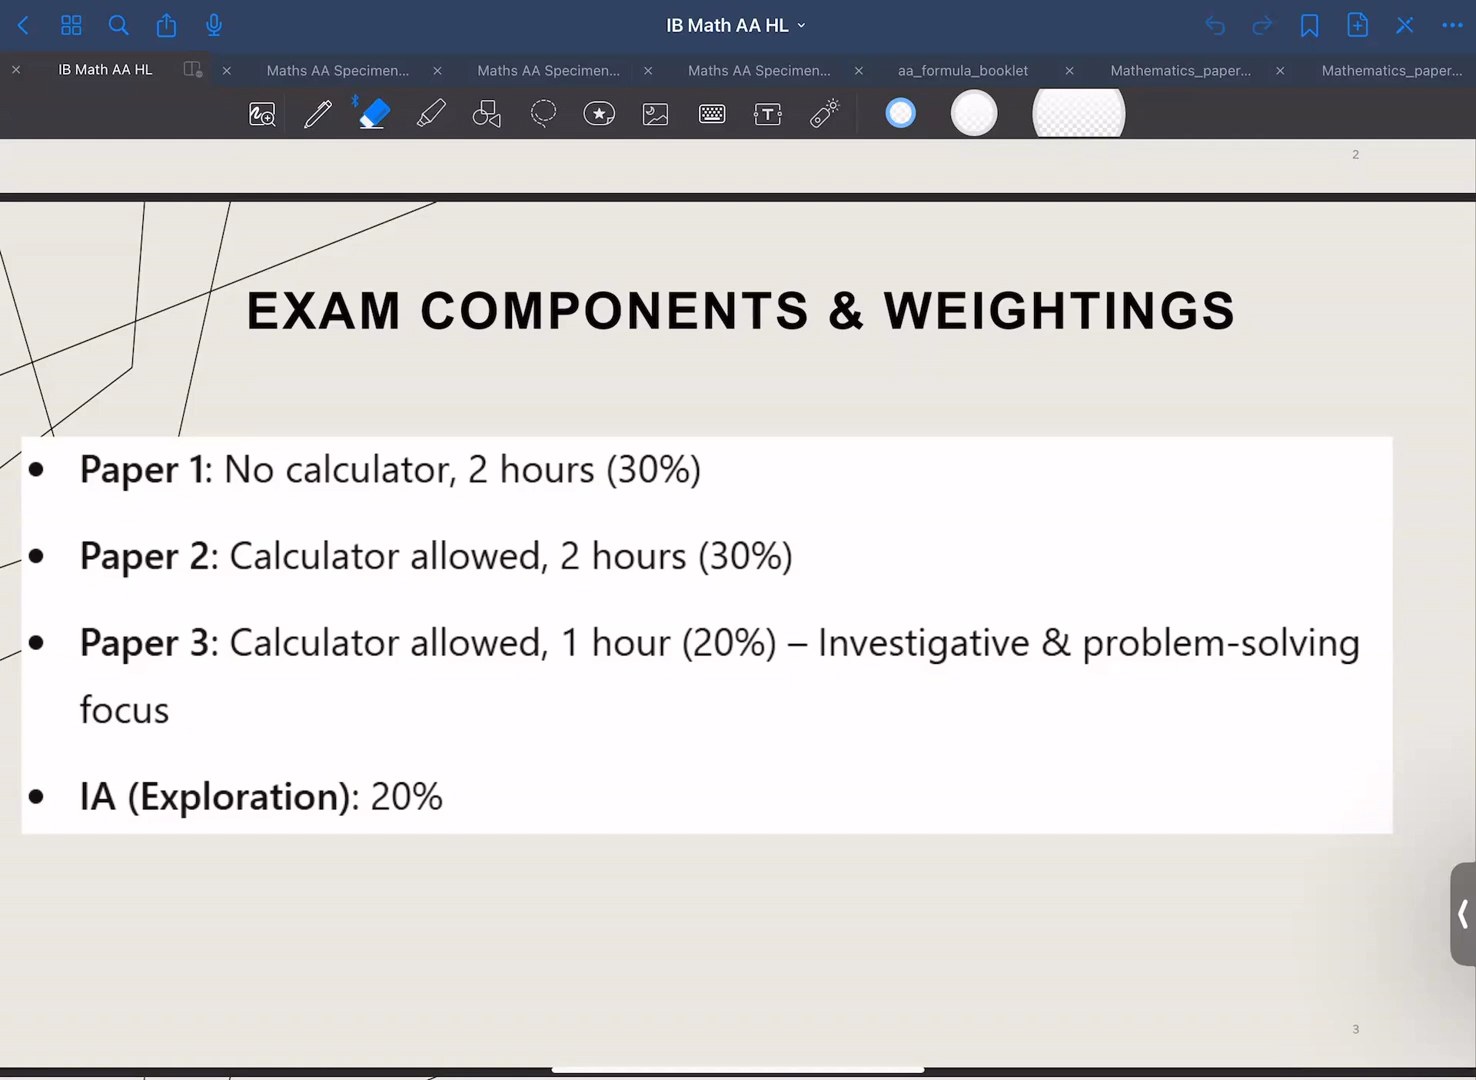 IB Math AA HL
IB Math AA HL
Maths AA Specimen...
Maths AA Specimen...
Maths AA Specimen...
aa_formula_booklet
Mathematics_paper...
Mathematics_paper...
T
2
EXAM COMPONENTS & WEIGHTINGS
• Paper 1: No calculator, 2 hours (30%)
• Paper 2: Calculator allowed, 2 hours (30%)
• Paper 3: Calculator allowed, 1 hour (20%) – Investigative & problem-solving
focus
• IA (Exploration): 20%
3